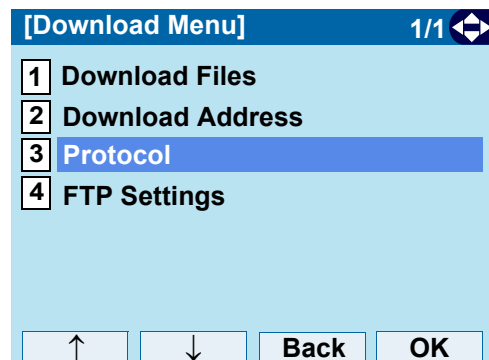 [Download Menu] 1/1
1 Download Files
2 Download Address
3 Protocol
4 FTP Settings
↑ ↓ Back OK